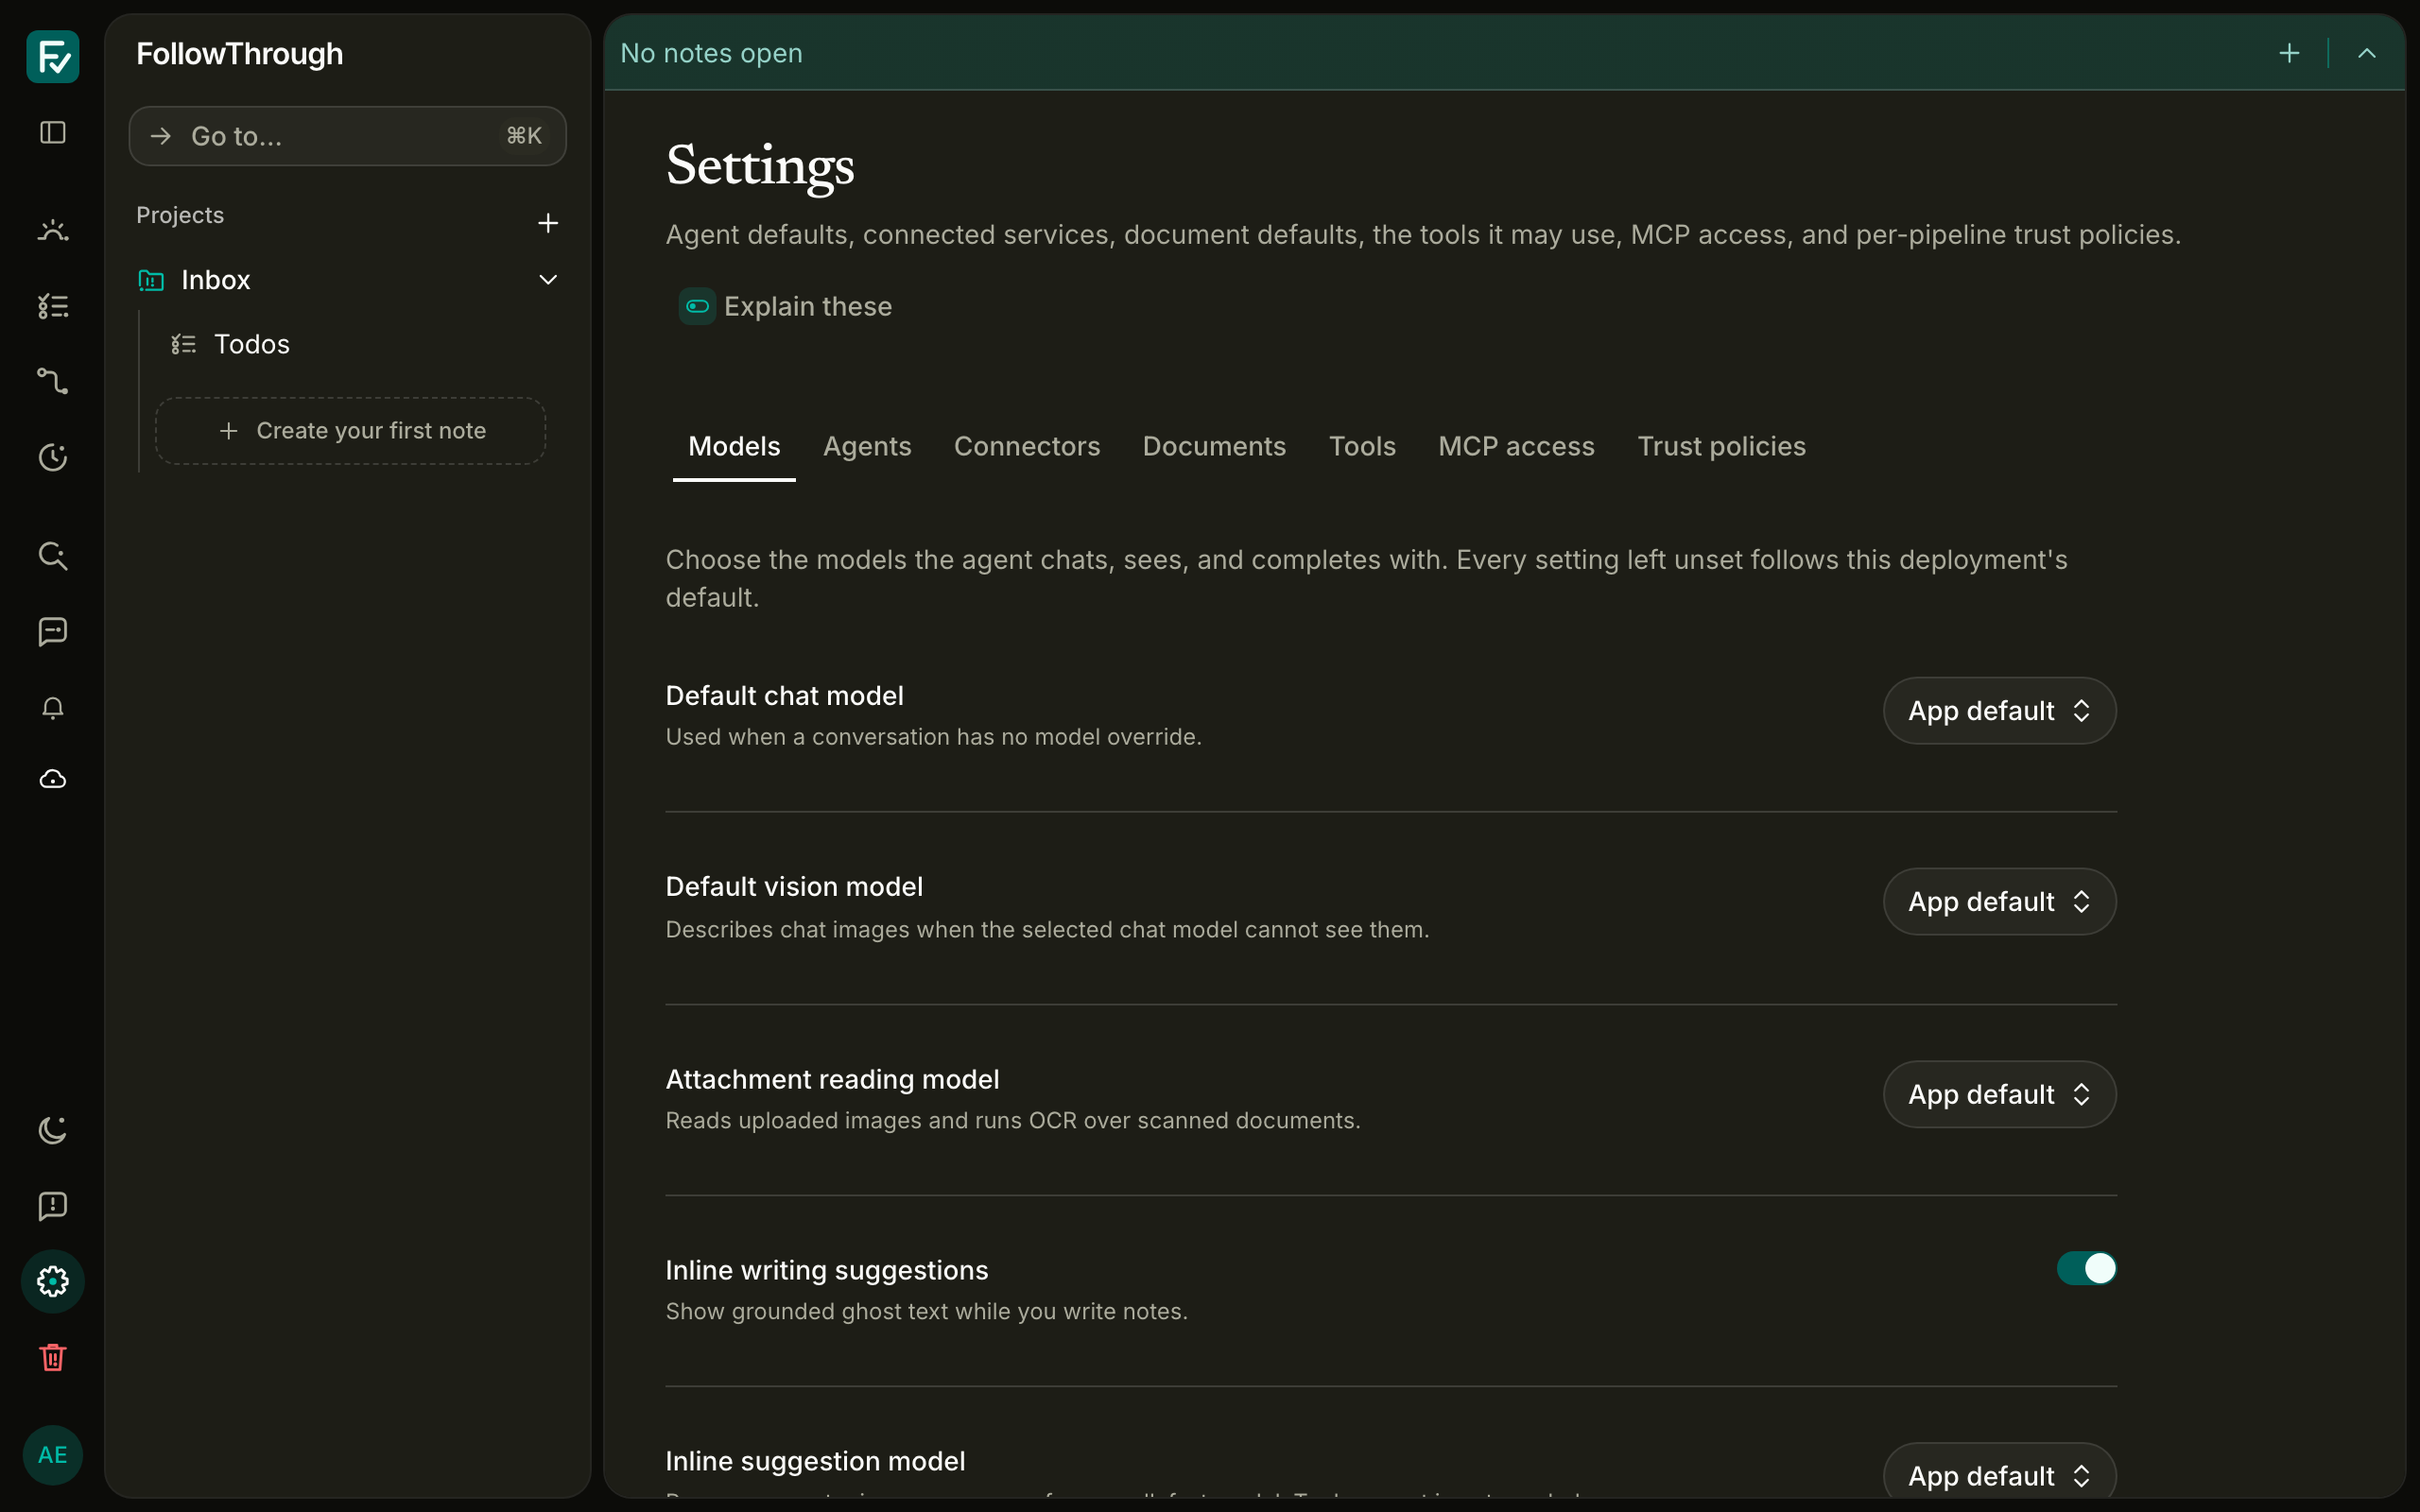 FollowThrough
Go to...
⌘K
Projects
Inbox
Todos
Create your first note
AE
No notes open
Settings
Agent defaults, connected services, document defaults, the tools it may use, MCP access, and per-pipeline trust policies.
Explain these
Models
Agents
Connectors
Documents
Tools
MCP access
Trust policies
Choose the models the agent chats, sees, and completes with. Every setting left unset follows this deployment's
default.
Default chat model
App default
Used when a conversation has no model override.
Default vision model
App default
Describes chat images when the selected chat model cannot see them.
Attachment reading model
App default
Reads uploaded images and runs OCR over scanned documents.
Inline writing suggestions
Show grounded ghost text while you write notes.
Inline suggestion model
App default